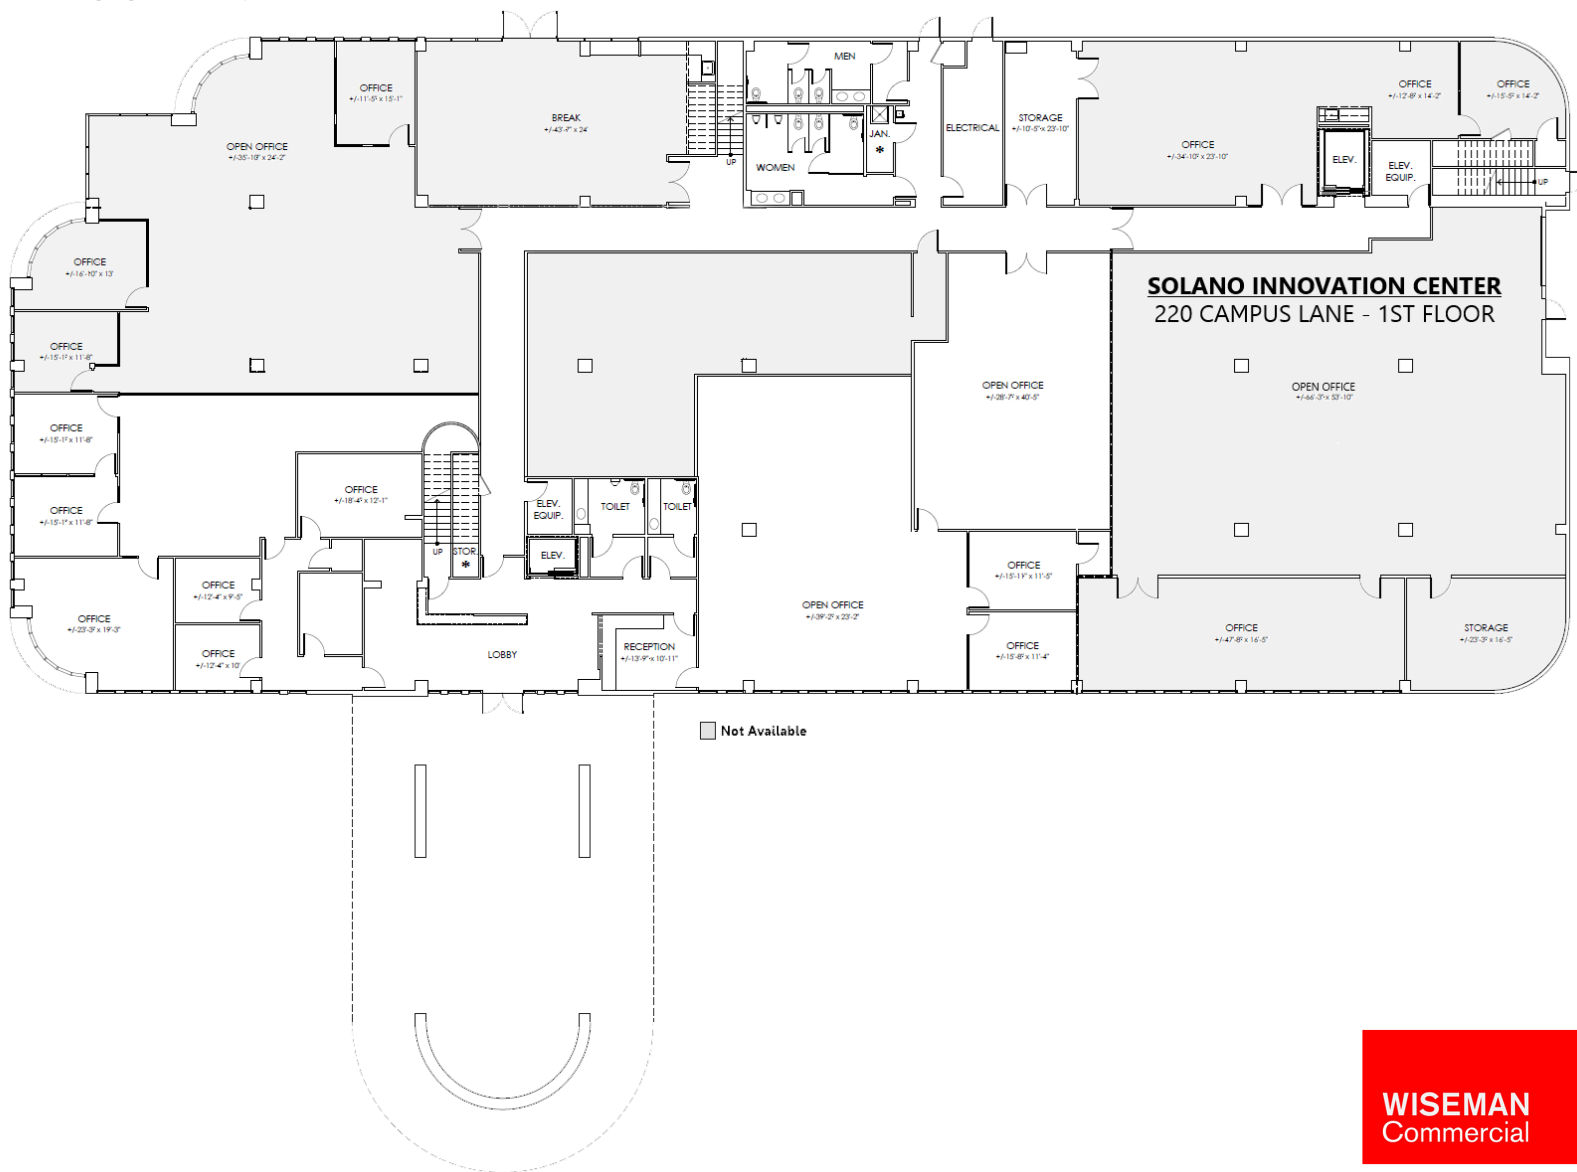 MEN
OFFICE
+/-11'-5" x 15'-1"
BREAK
+/-43'-7" x 24'
OFFICE
+/-12'-8" x 14'-2"
OFFICE
+/-15'-5" x 14'-2"
STORAGE
+/-10'-5" x 23'-10"
ELECTRICAL
JAN.
*
OPEN OFFICE
+/-35'-10" x 24'-2"
OFFICE
+/-34'-10" x 23'-10"
ELEV.
ELEV.
EQUIP.
UP
WOMEN
UP
OFFICE
+/-16'-10" x 13'
SOLANO INNOVATION CENTER
220 CAMPUS LANE - 1ST FLOOR
OFFICE
+/-15'-1" x 11'-8"
OPEN OFFICE
+/-28'-7" x 40'-5"
OPEN OFFICE
+/-66'-3" x 53'-10"
OFFICE
+/-15'-1" x 11'-8"
OFFICE
+/-18'-4" x 12'-1"
OFFICE
+/-15'-1" x 11'-8"
ELEV.
EQUIP.
TOILET
TOILET
UP
STOR.
*
ELEV.
OFFICE
+/-12'-4" x 9'-5"
OFFICE
+/-15'-11" x 11'-5"
OFFICE
+/-23'-3" x 19'-3"
OPEN OFFICE
+/-39'-2" x 23'-2"
OFFICE
+/-47'-8" x 16'-5"
STORAGE
+/-23'-3" x 16'-5"
OFFICE
+/-12'-4" x 10'
LOBBY
RECEPTION
+/-13'-9" x 10'-11"
OFFICE
+/-15'-8" x 11'-4"
Not Available
WISEMAN
Commercial